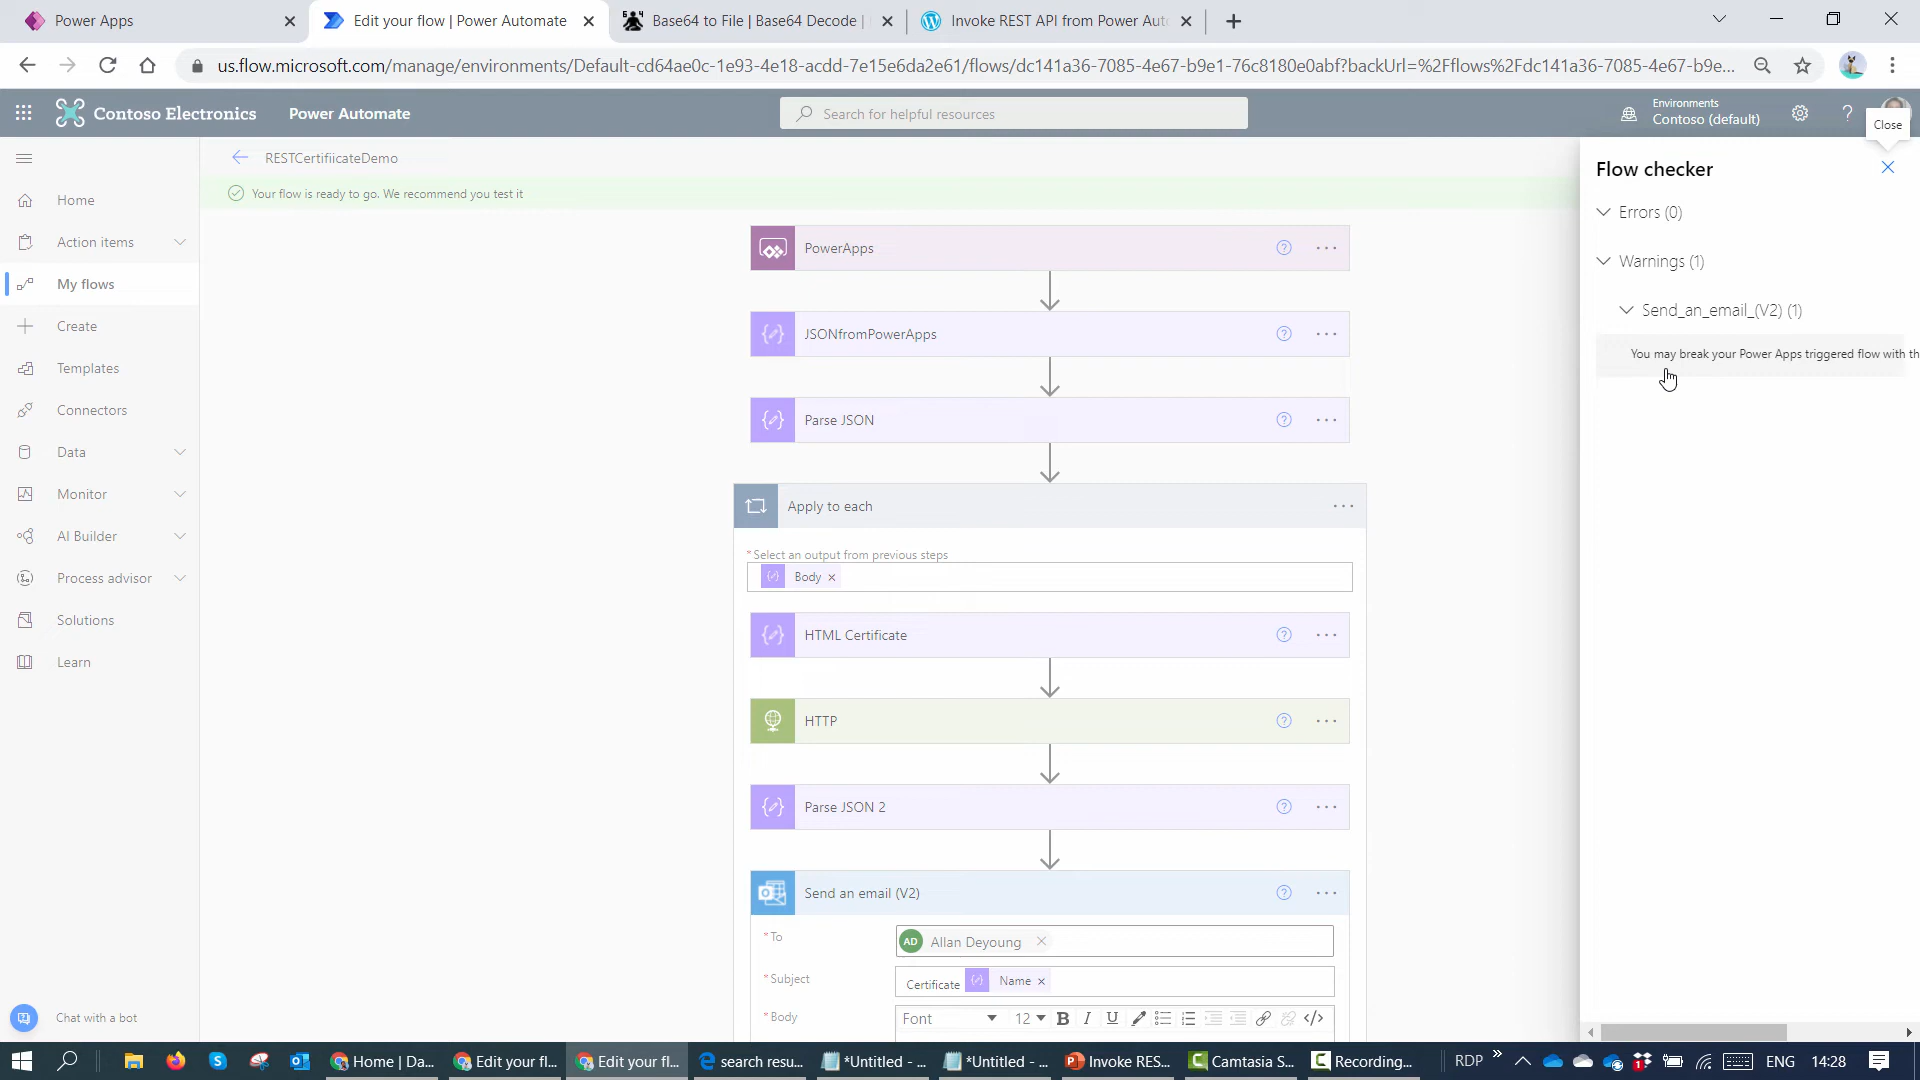 Power Apps
Edit your flow | Power Automate
Base64 to File | Base64 Decode |
Invoke REST API from Power Aut
us.flow.microsoft.com/manage/environments/Default-cd64ae0c-1e93-4e18-acdd-7e15e6da2e61/flows/dc141a36-7085-4e67-b9e1-76c8180e0abf?backUrl=%2Fflows%2Fdc141a36-7085-4e67-b9e...
Contoso Electronics
Power Automate
Search for helpful resources
Environments
Contoso (default)
?
Close
RESTCertifiicateDemo
Your flow is ready to go. We recommend you test it
Home
Action items
My flows
Create
Templates
Connectors
Data
Monitor
AI Builder
Process advisor
Solutions
Learn
Chat with a bot
PowerApps
JSONfromPowerApps
Parse JSON
Apply to each
*Select an output from previous steps
Body
HTML Certificate
HTTP
Parse JSON 2
Send an email (V2)
*To
AD Allan Deyoung
*Subject
Certificate Name
*Body
Font 12 B I U </>
Flow checker
Errors (0)
Warnings (1)
Send_an_email_(V2) (1)
You may break your Power Apps triggered flow with th
Home | Da...
Edit your fl...
Edit your fl...
search resu...
*Untitled - ...
*Untitled - ...
Invoke RES...
Camtasia S...
Recording...
RDP
ENG
14:28